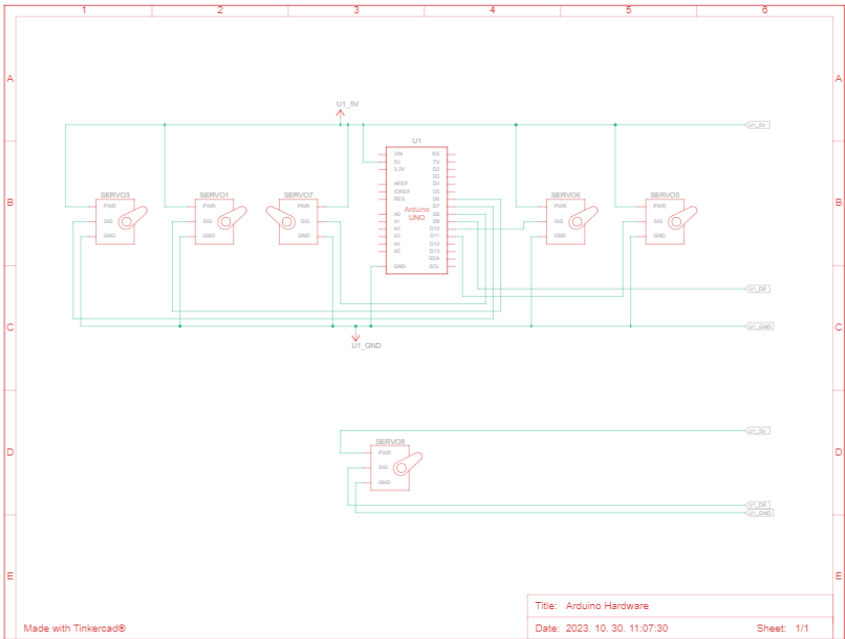 1 2 3 4 5 6
A A
U1_5V
U1_5V
U1
VIN RX
5V TX
3.3V D2
D3
AREF D4
IOREF D5
RES D6
D7
A0 D8
A1 D9
A2 D10
A3 D11
A4 D12
A5 D13
SDA
GND SCL
Arduino
UNO
B B
SERVO3 SERVO1 SERVO7 SERVO6 SERVO5
PWR PWR PWR PWR PWR
SIG SIG SIG SIG SIG
GND GND GND GND GND
U1_D9
C C
U1_GND
U1_GND
U1_5V
D D
SERVO8
PWR
SIG
GND
U1_D9
U1_GND
E E
Title: Arduino Hardware
Made with Tinkercad® Date: 2023. 10. 30. 11:07:30 Sheet: 1/1